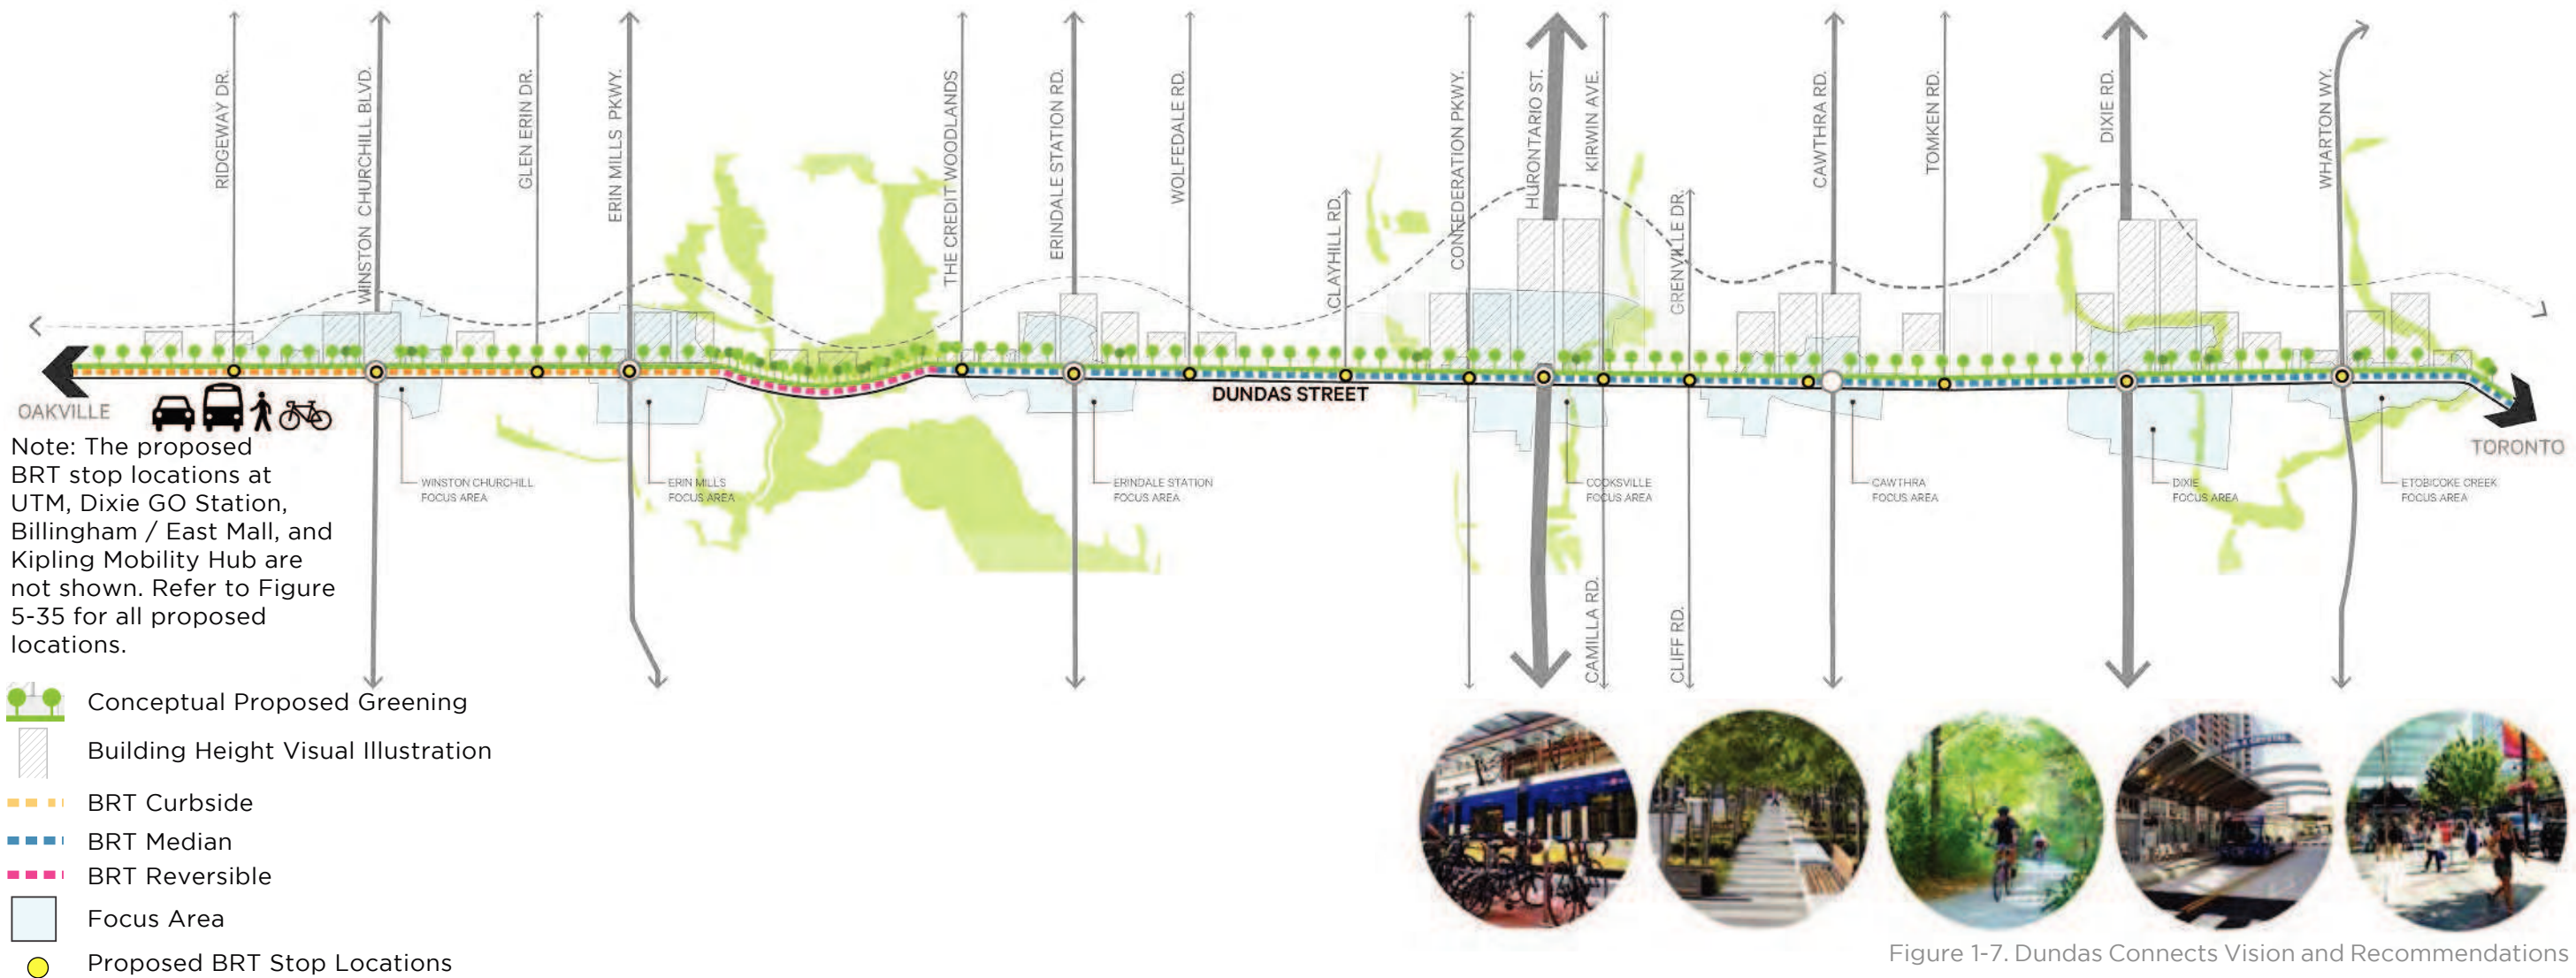 RIDGEWAY DR.
WINSTON CHURCHILL BLVD.
GLEN ERIN DR.
ERIN MILLS PKWY.
THE CREDIT WOODLANDS
ERINDALE STATION RD.
WOLFEDALE RD.
CLAYHILL RD.
CONFEDERATION PKWY.
HURONTARIO ST.
KIRWIN AVE.
GRENVILLE DR.
CAWTHRA RD.
TOMKEN RD.
DIXIE RD.
WHARTON WY.
OAKVILLE
DUNDAS STREET
TORONTO
Note: The proposed
BRT stop locations at
UTM, Dixie GO Station,
Billingham / East Mall, and
Kipling Mobility Hub are
not shown. Refer to Figure
5-35 for all proposed
locations.
WINSTON CHURCHILL
FOCUS AREA
ERIN MILLS
FOCUS AREA
ERINDALE STATION
FOCUS AREA
COOKSVILLE
FOCUS AREA
CAWTHRA
FOCUS AREA
DIXIE
FOCUS AREA
ETOBICOKE CREEK
FOCUS AREA
CAMILLA RD.
CLIFF RD.
Conceptual Proposed Greening
Building Height Visual Illustration
BRT Curbside
BRT Median
BRT Reversible
Focus Area
Proposed BRT Stop Locations
Figure 1-7. Dundas Connects Vision and Recommendations